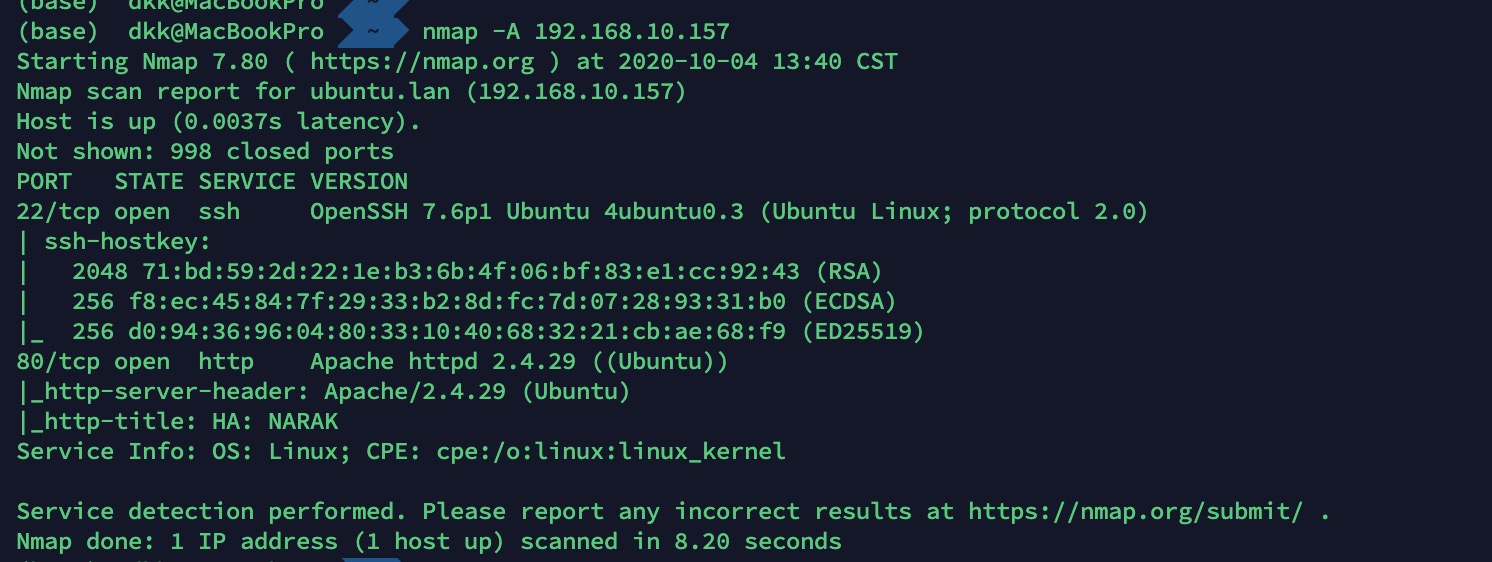 (base)  dkk@MacBookPro  ~
(base)  dkk@MacBookPro  ~  nmap -A 192.168.10.157
Starting Nmap 7.80 ( https://nmap.org ) at 2020-10-04 13:40 CST
Nmap scan report for ubuntu.lan (192.168.10.157)
Host is up (0.0037s latency).
Not shown: 998 closed ports
PORT   STATE SERVICE VERSION
22/tcp open  ssh     OpenSSH 7.6p1 Ubuntu 4ubuntu0.3 (Ubuntu Linux; protocol 2.0)
| ssh-hostkey:
|   2048 71:bd:59:2d:22:1e:b3:6b:4f:06:bf:83:e1:cc:92:43 (RSA)
|   256 f8:ec:45:84:7f:29:33:b2:8d:fc:7d:07:28:93:31:b0 (ECDSA)
|_  256 d0:94:36:96:04:80:33:10:40:68:32:21:cb:ae:68:f9 (ED25519)
80/tcp open  http    Apache httpd 2.4.29 ((Ubuntu))
|_http-server-header: Apache/2.4.29 (Ubuntu)
|_http-title: HA: NARAK
Service Info: OS: Linux; CPE: cpe:/o:linux:linux_kernel

Service detection performed. Please report any incorrect results at https://nmap.org/submit/ .
Nmap done: 1 IP address (1 host up) scanned in 8.20 seconds